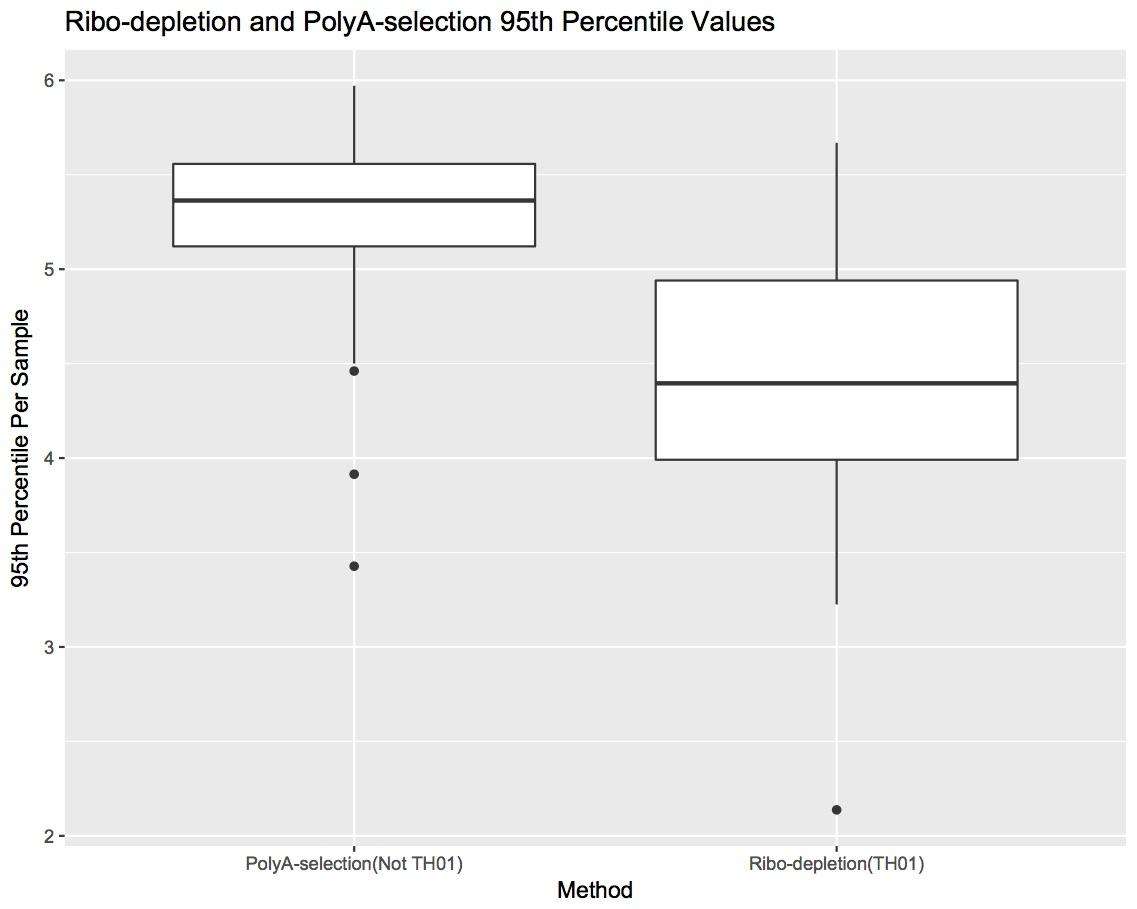 Ribo-depletion and PolyA-selection 95th Percentile Values
95th Percentile Per Sample
6
5
4
3
2
PolyA-selection(Not TH01)
Ribo-depletion(TH01)
Method